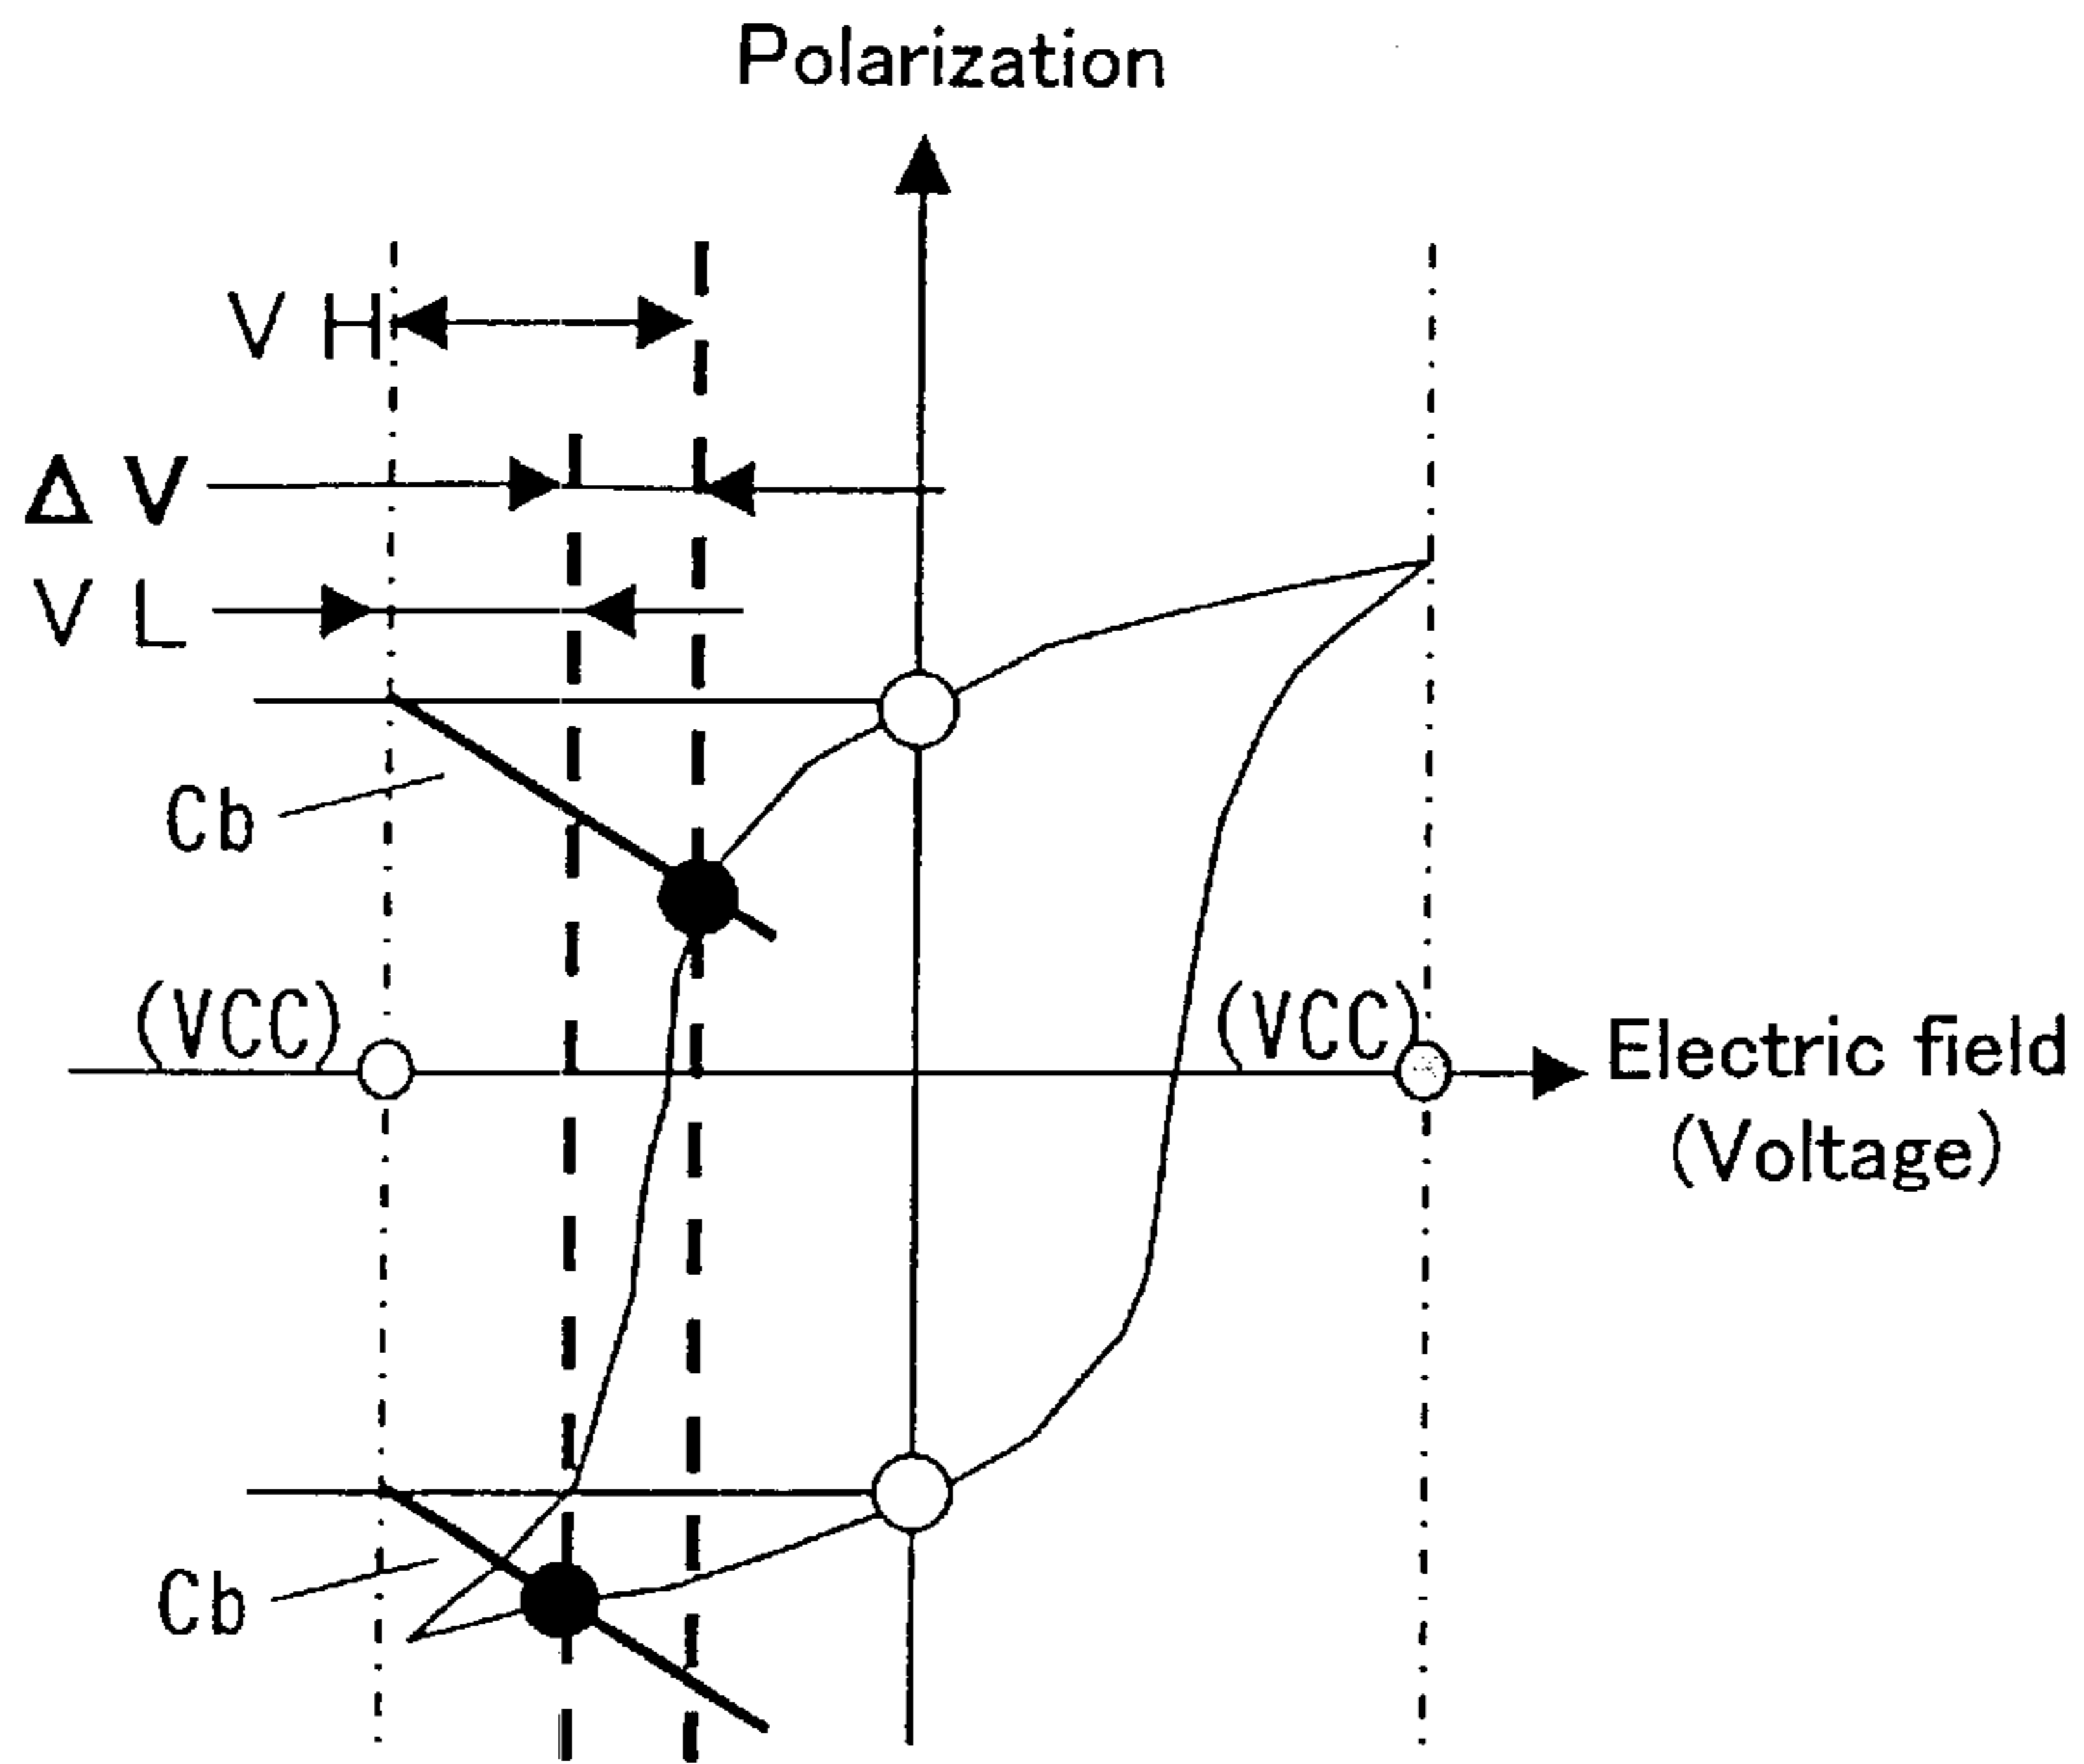 Polarization
V H
Δ V
V L
Cb
(VCC)
(VCC)
Electric field
(Voltage)
Cb